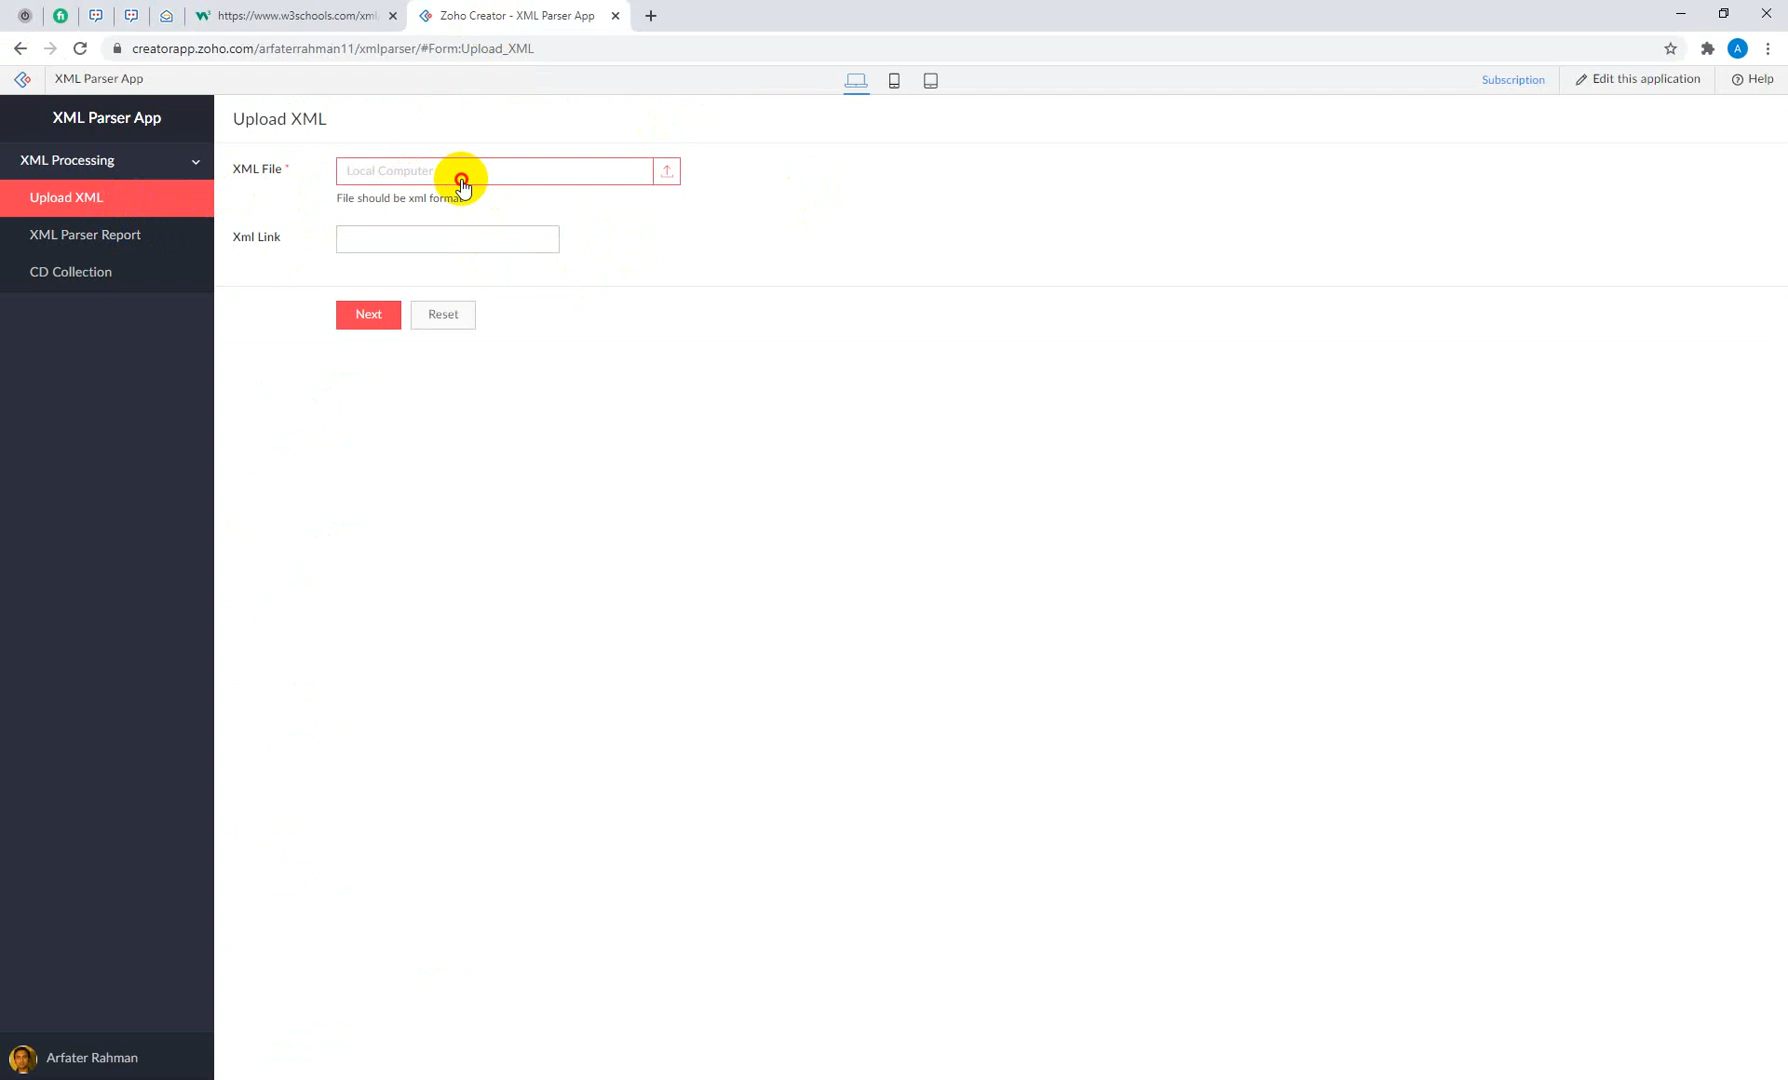 https://www.w3schools.com/xml
Zoho Creator - XML Parser App
creatorapp.zoho.com/arfaterrahman11/xmlparser/#Form:Upload_XML
A
XML Parser App
Subscription
Edit this application
Help
XML Parser App
XML Processing
Upload XML
XML Parser Report
CD Collection
Arfater Rahman
Upload XML
XML File *
Local Computer
File should be xml format
Xml Link
Next
Reset